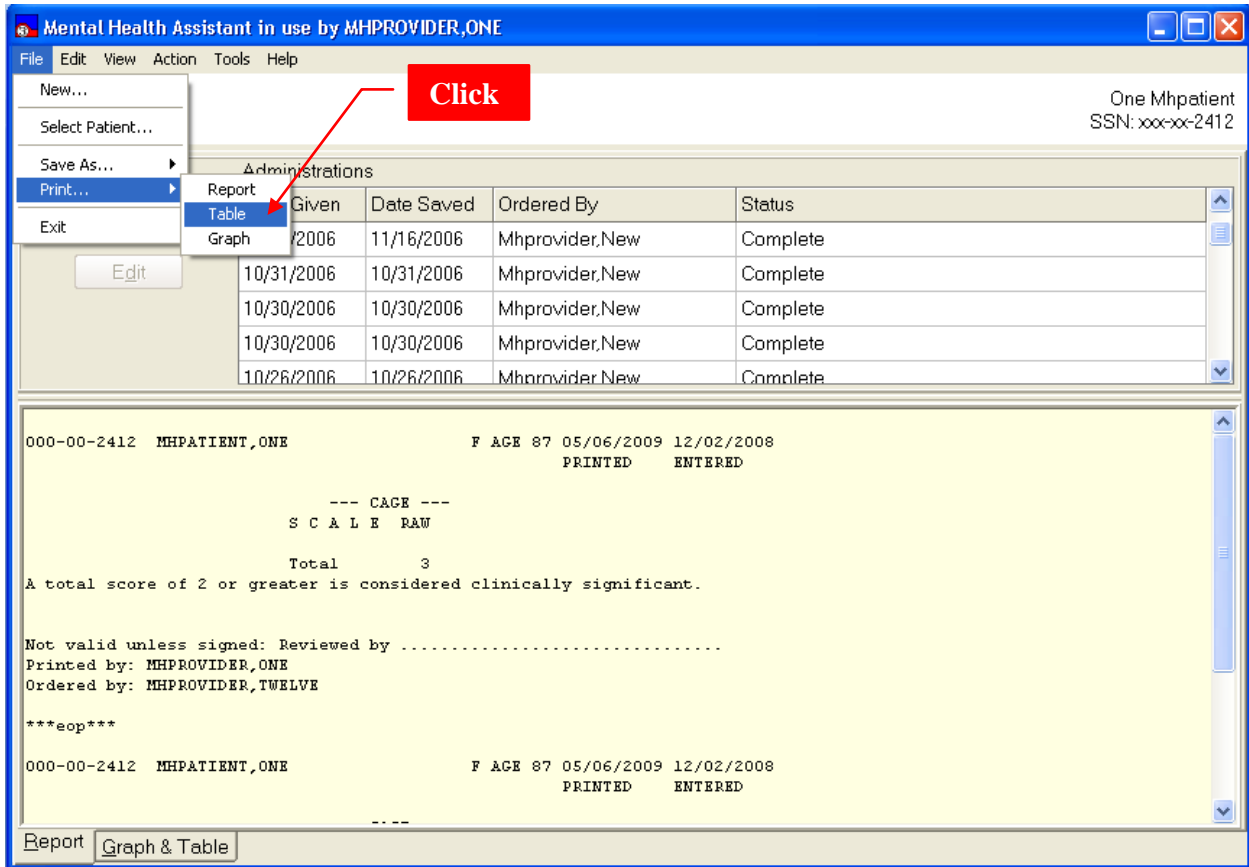 Mental Health Assistant in use by MHPROVIDER,ONE
File Edit View Action Tools Help
Click
New...
Select Patient...
Save As...
Print...
Exit
Report
Table
Graph
One Mhpatient
SSN: xxx-xx-2412
Administrations
Given Date Saved Ordered By Status
/2006 11/16/2006 Mhprovider,New Complete
Edit
10/31/2006 10/31/2006 Mhprovider,New Complete
10/30/2006 10/30/2006 Mhprovider,New Complete
10/30/2006 10/30/2006 Mhprovider,New Complete
10/26/2006 10/26/2006 Mhprovider,New Complete
000-00-2412 MHPATIENT,ONE F AGE 87 05/06/2009 12/02/2008
PRINTED ENTERED
--- CAGE ---
S C A L E RAW
Total 3
A total score of 2 or greater is considered clinically significant.
Not valid unless signed: Reviewed by ................................
Printed by: MHPROVIDER,ONE
Ordered by: MHPROVIDER,TWELVE
***eop***
000-00-2412 MHPATIENT,ONE F AGE 87 05/06/2009 12/02/2008
PRINTED ENTERED
Report Graph & Table